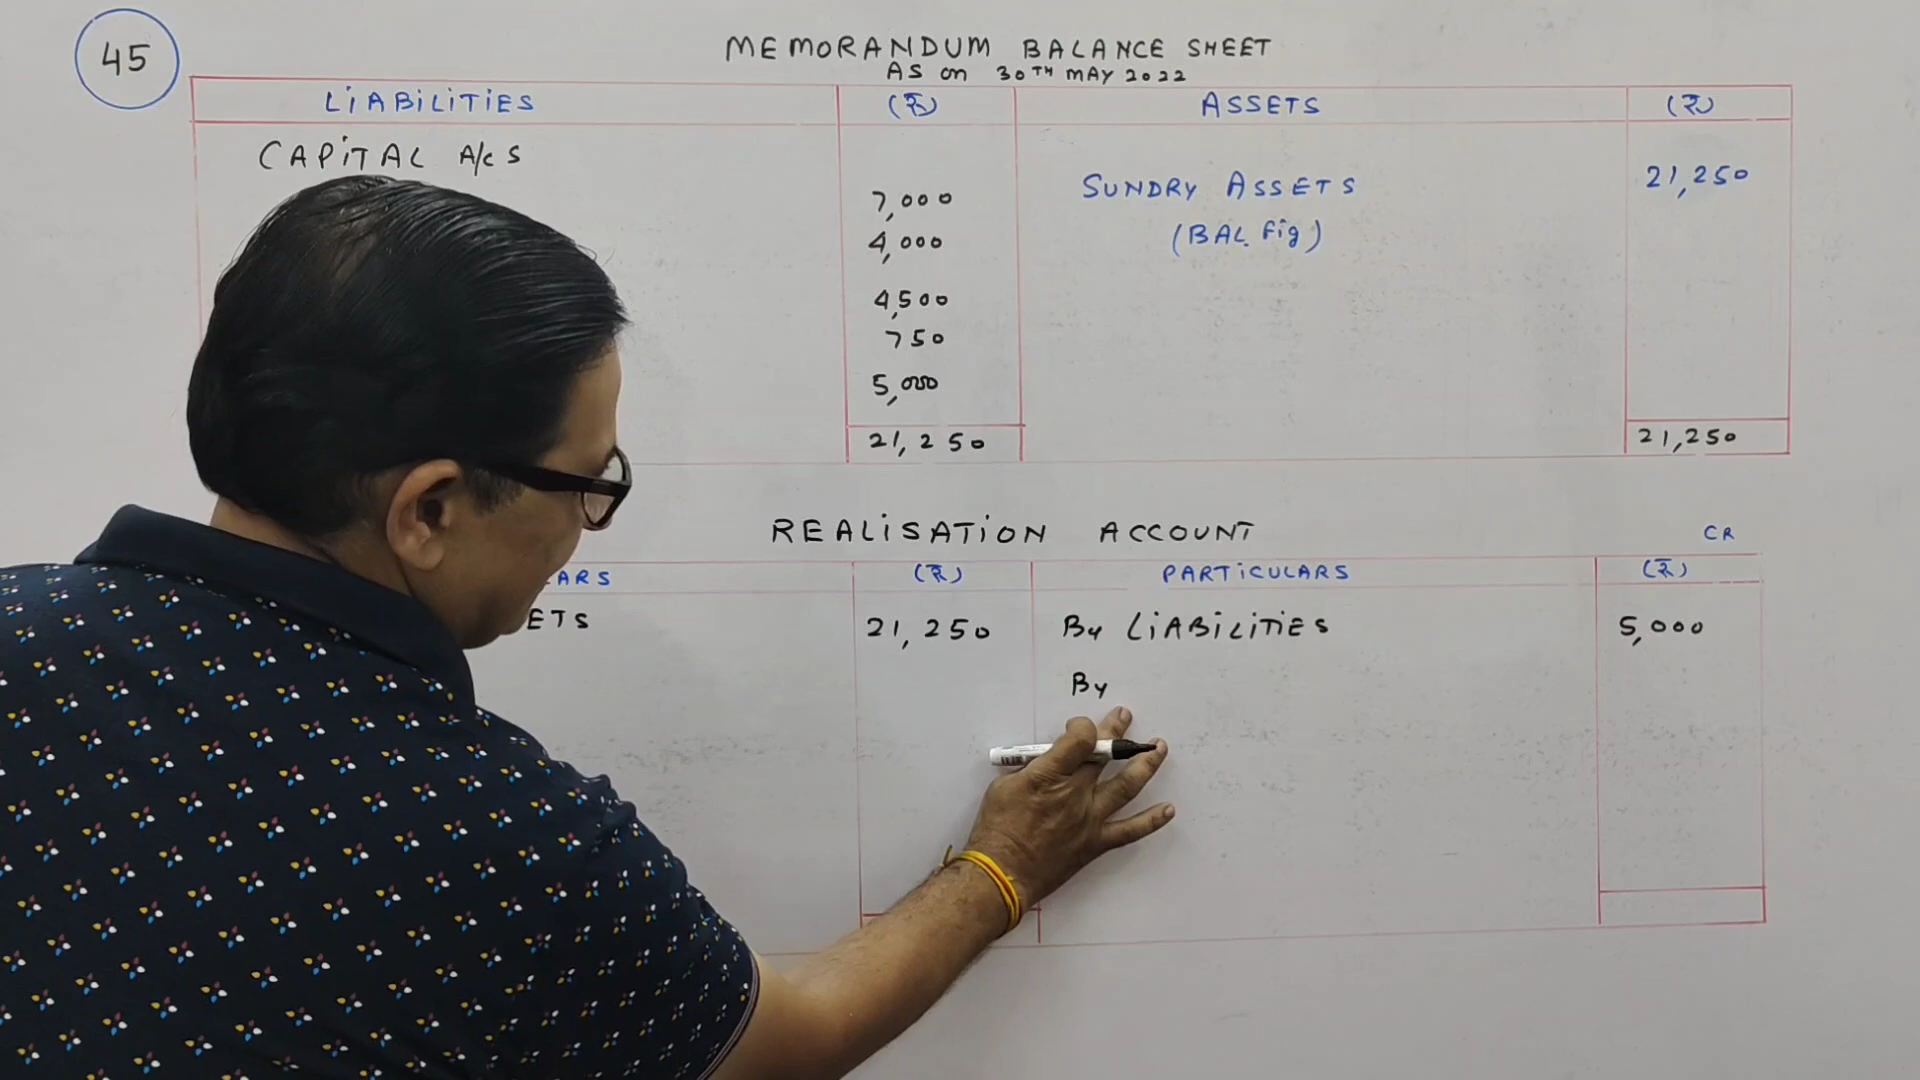 45
MEMORANDUM BALANCE SHEET
AS on 30TH MAY 2022
LIABILITIES (₹) ASSETS (₹)
CAPITAL A/c S
7,000 SUNDRY ASSETS 21,250
4,000 (BAL. fig)
4,500
750
5,000
21,250 21,250
REALISATION ACCOUNT CR
ARS (₹) PARTICULARS (₹)
ETS 21,250 By LIABILITIES 5,000
By